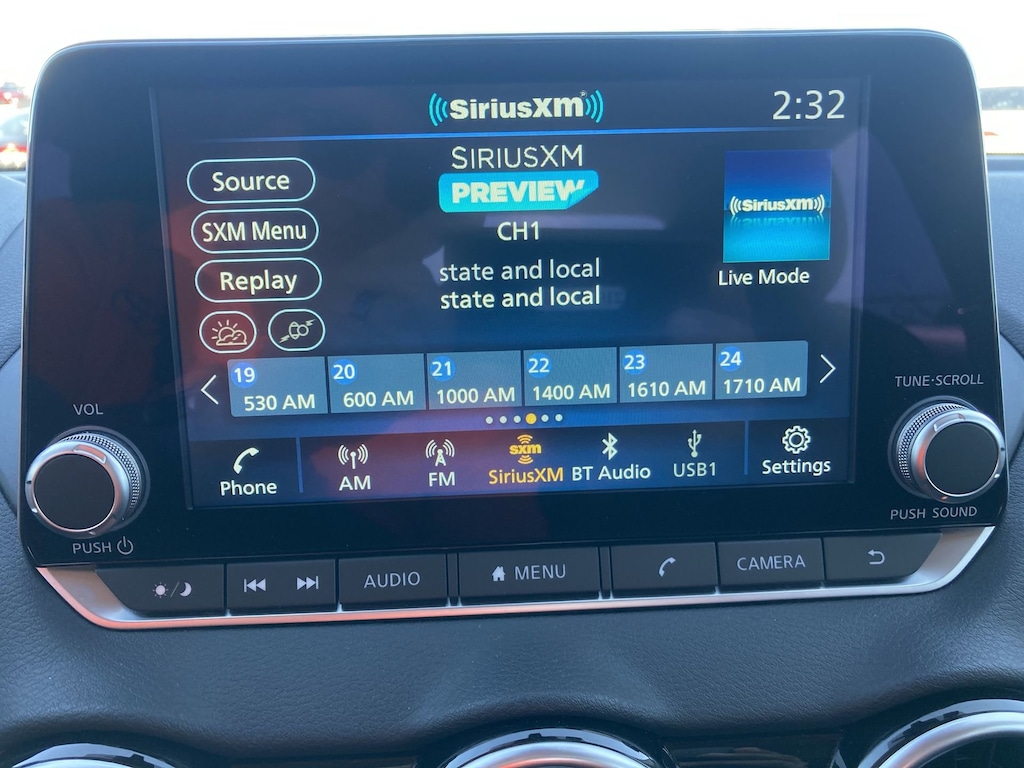 SiriusXM
2:32
Source
SXM Menu
Replay
SIRIUSXM
PREVIEW
CH1
state and local
state and local
SiriusXM
Live Mode
19 530 AM
20 600 AM
21 1000 AM
22 1400 AM
23 1610 AM
24 1710 AM
Phone
AM
FM
sxm
SiriusXM
BT Audio
USB1
Settings
VOL
PUSH
TUNE·SCROLL
PUSH SOUND
AUDIO
MENU
CAMERA